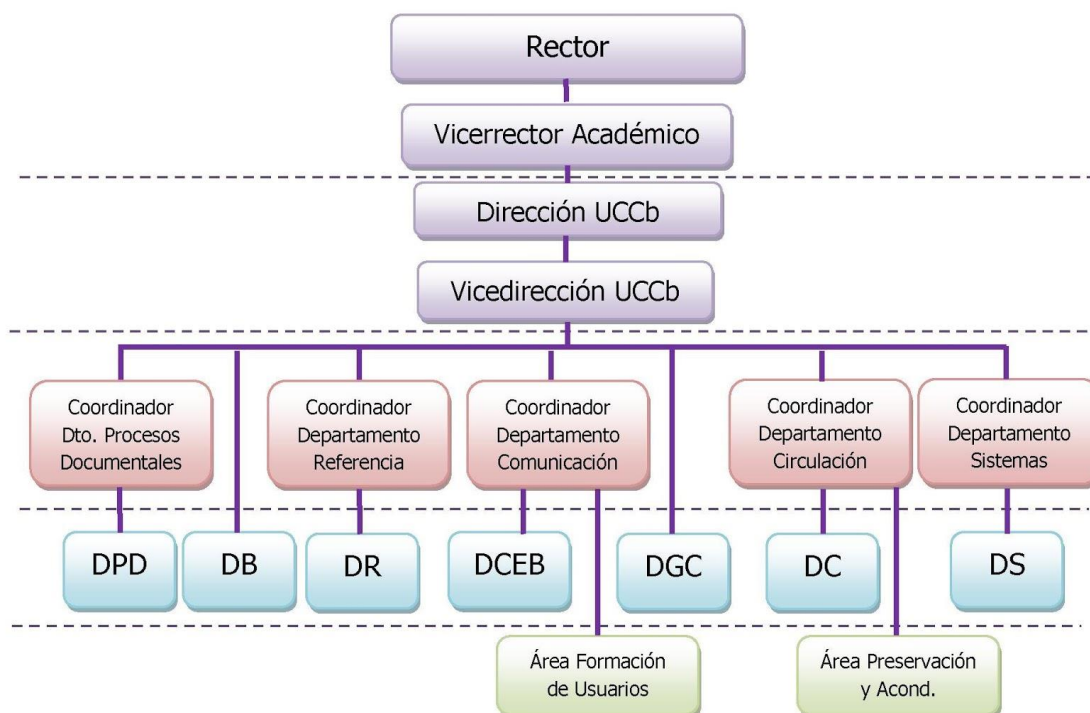 Rector
Vicerrector Académico
Dirección UCCb
Vicedirección UCCb
Coordinador
Dto. Procesos
Documentales
Coordinador
Departamento
Referencia
Coordinador
Departamento
Comunicación
Coordinador
Departamento
Circulación
Coordinador
Departamento
Sistemas
DPD
DB
DR
DCEB
DGC
DC
DS
Área Formación
de Usuarios
Área Preservación
y Acond.